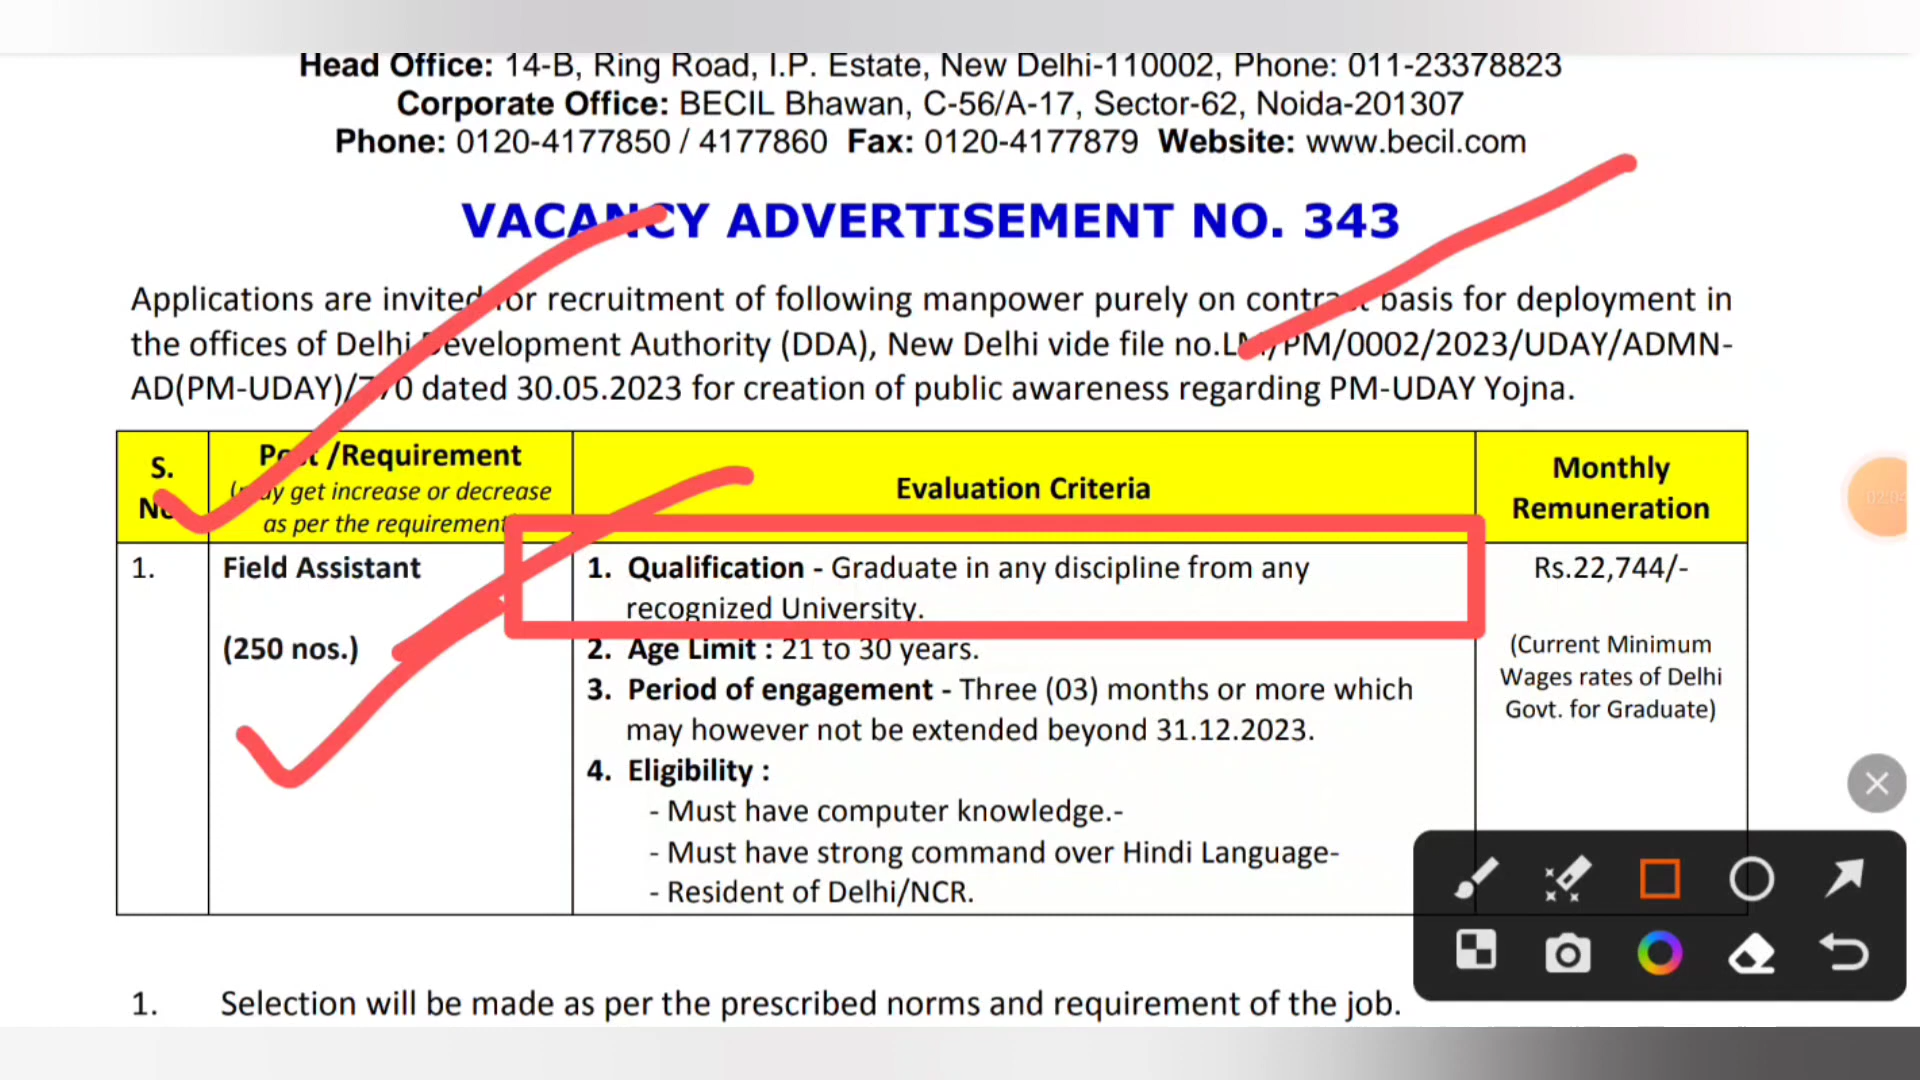 Head Office: 14-B, Ring Road, I.P. Estate, New Delhi-110002, Phone: 011-23378823
Corporate Office: BECIL Bhawan, C-56/A-17, Sector-62, Noida-201307
Phone: 0120-4177850 / 4177860 Fax: 0120-4177879 Website: www.becil.com
VACANCY ADVERTISEMENT NO. 343
Applications are invited for recruitment of following manpower purely on contract basis for deployment in
the offices of Delhi Development Authority (DDA), New Delhi vide file no.LM/PM/0002/2023/UDAY/ADMN-
AD(PM-UDAY)/770 dated 30.05.2023 for creation of public awareness regarding PM-UDAY Yojna.
S.
No
Post /Requirement
(may get increase or decrease
as per the requirement)
Evaluation Criteria
Monthly
Remuneration
1.
Field Assistant
(250 nos.)
1. Qualification - Graduate in any discipline from any
recognized University.
2. Age Limit : 21 to 30 years.
3. Period of engagement - Three (03) months or more which
may however not be extended beyond 31.12.2023.
4. Eligibility :
- Must have computer knowledge.-
- Must have strong command over Hindi Language-
- Resident of Delhi/NCR.
Rs.22,744/-
(Current Minimum
Wages rates of Delhi
Govt. for Graduate)
1. Selection will be made as per the prescribed norms and requirement of the job.